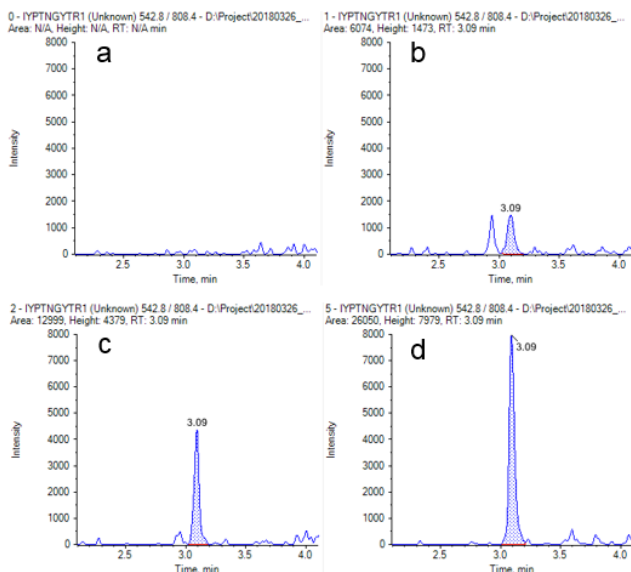 0 - IYPTNGYTR1 (Unknown) 542.8 / 808.4 - D:\Project\20180326_...
Area: N/A, Height: N/A, RT: N/A min
a
8000
7000
6000
5000
4000
3000
2000
1000
0
Intensity
2.5 3.0 3.5 4.0
Time, min
1 - IYPTNGYTR1 (Unknown) 542.8 / 808.4 - D:\Project\20180326_...
Area: 6074, Height: 1473, RT: 3.09 min
b
8000
7000
6000
5000
4000
3000
2000
1000
0
Intensity
3.09
2.5 3.0 3.5 4.0
Time, min
2 - IYPTNGYTR1 (Unknown) 542.8 / 808.4 - D:\Project\20180326_...
Area: 12999, Height: 4379, RT: 3.09 min
c
8000
7000
6000
5000
4000
3000
2000
1000
0
Intensity
3.09
2.5 3.0 3.5 4.0
Time, min
5 - IYPTNGYTR1 (Unknown) 542.8 / 808.4 - D:\Project\20180326_...
Area: 26050, Height: 7979, RT: 3.09 min
d
8000
7000
6000
5000
4000
3000
2000
1000
0
Intensity
3.09
2.5 3.0 3.5 4.0
Time, min